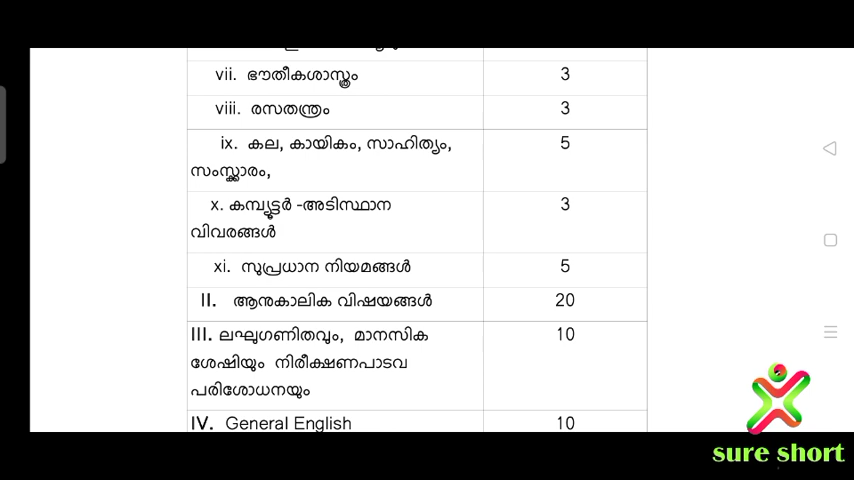 vii. ഭൗതീകശാസ്ത്രം 3
viii. രസതന്ത്രം 3
ix. കല, കായികം, സാഹിത്യം, 5
സംസ്ക്കാരം,
x. കമ്പ്യൂട്ടർ -അടിസ്ഥാന 3
വിവരങ്ങൾ
xi. സുപ്രധാന നിയമങ്ങൾ 5
II. ആനുകാലിക വിഷയങ്ങൾ 20
III. ലഘുഗണിതവും, മാനസിക 10
ശേഷിയും നിരീക്ഷണപാടവ
പരിശോധനയും
IV. General English 10
sure short